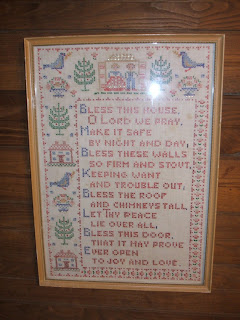 BLESS THIS HOUSE,
O LORD WE PRAY.
MAKE IT SAFE
BY NIGHT AND DAY,
BLESS THESE WALLS
SO FIRM AND STOUT,
KEEPING WANT
AND TROUBLE OUT;
BLESS THE ROOF
AND CHIMNEYS TALL,
LET THY PEACE
LIE OVER ALL,
BLESS THIS DOOR,
THAT IT MAY PROVE
EVER OPEN
TO JOY AND LOVE.